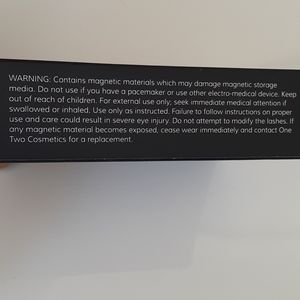 WARNING: Contains magnetic materials which may damage magnetic storage
media. Do not use if you have a pacemaker or use other electro-medical device. Keep
out of reach of children. For external use only; seek immediate medical attention if
swallowed or inhaled. Use only as instructed. Failure to follow instructions on proper
use and care could result in severe eye injury. Do not attempt to modify the lashes. If
any magnetic material becomes exposed, cease wear immediately and contact One
Two Cosmetics for a replacement.